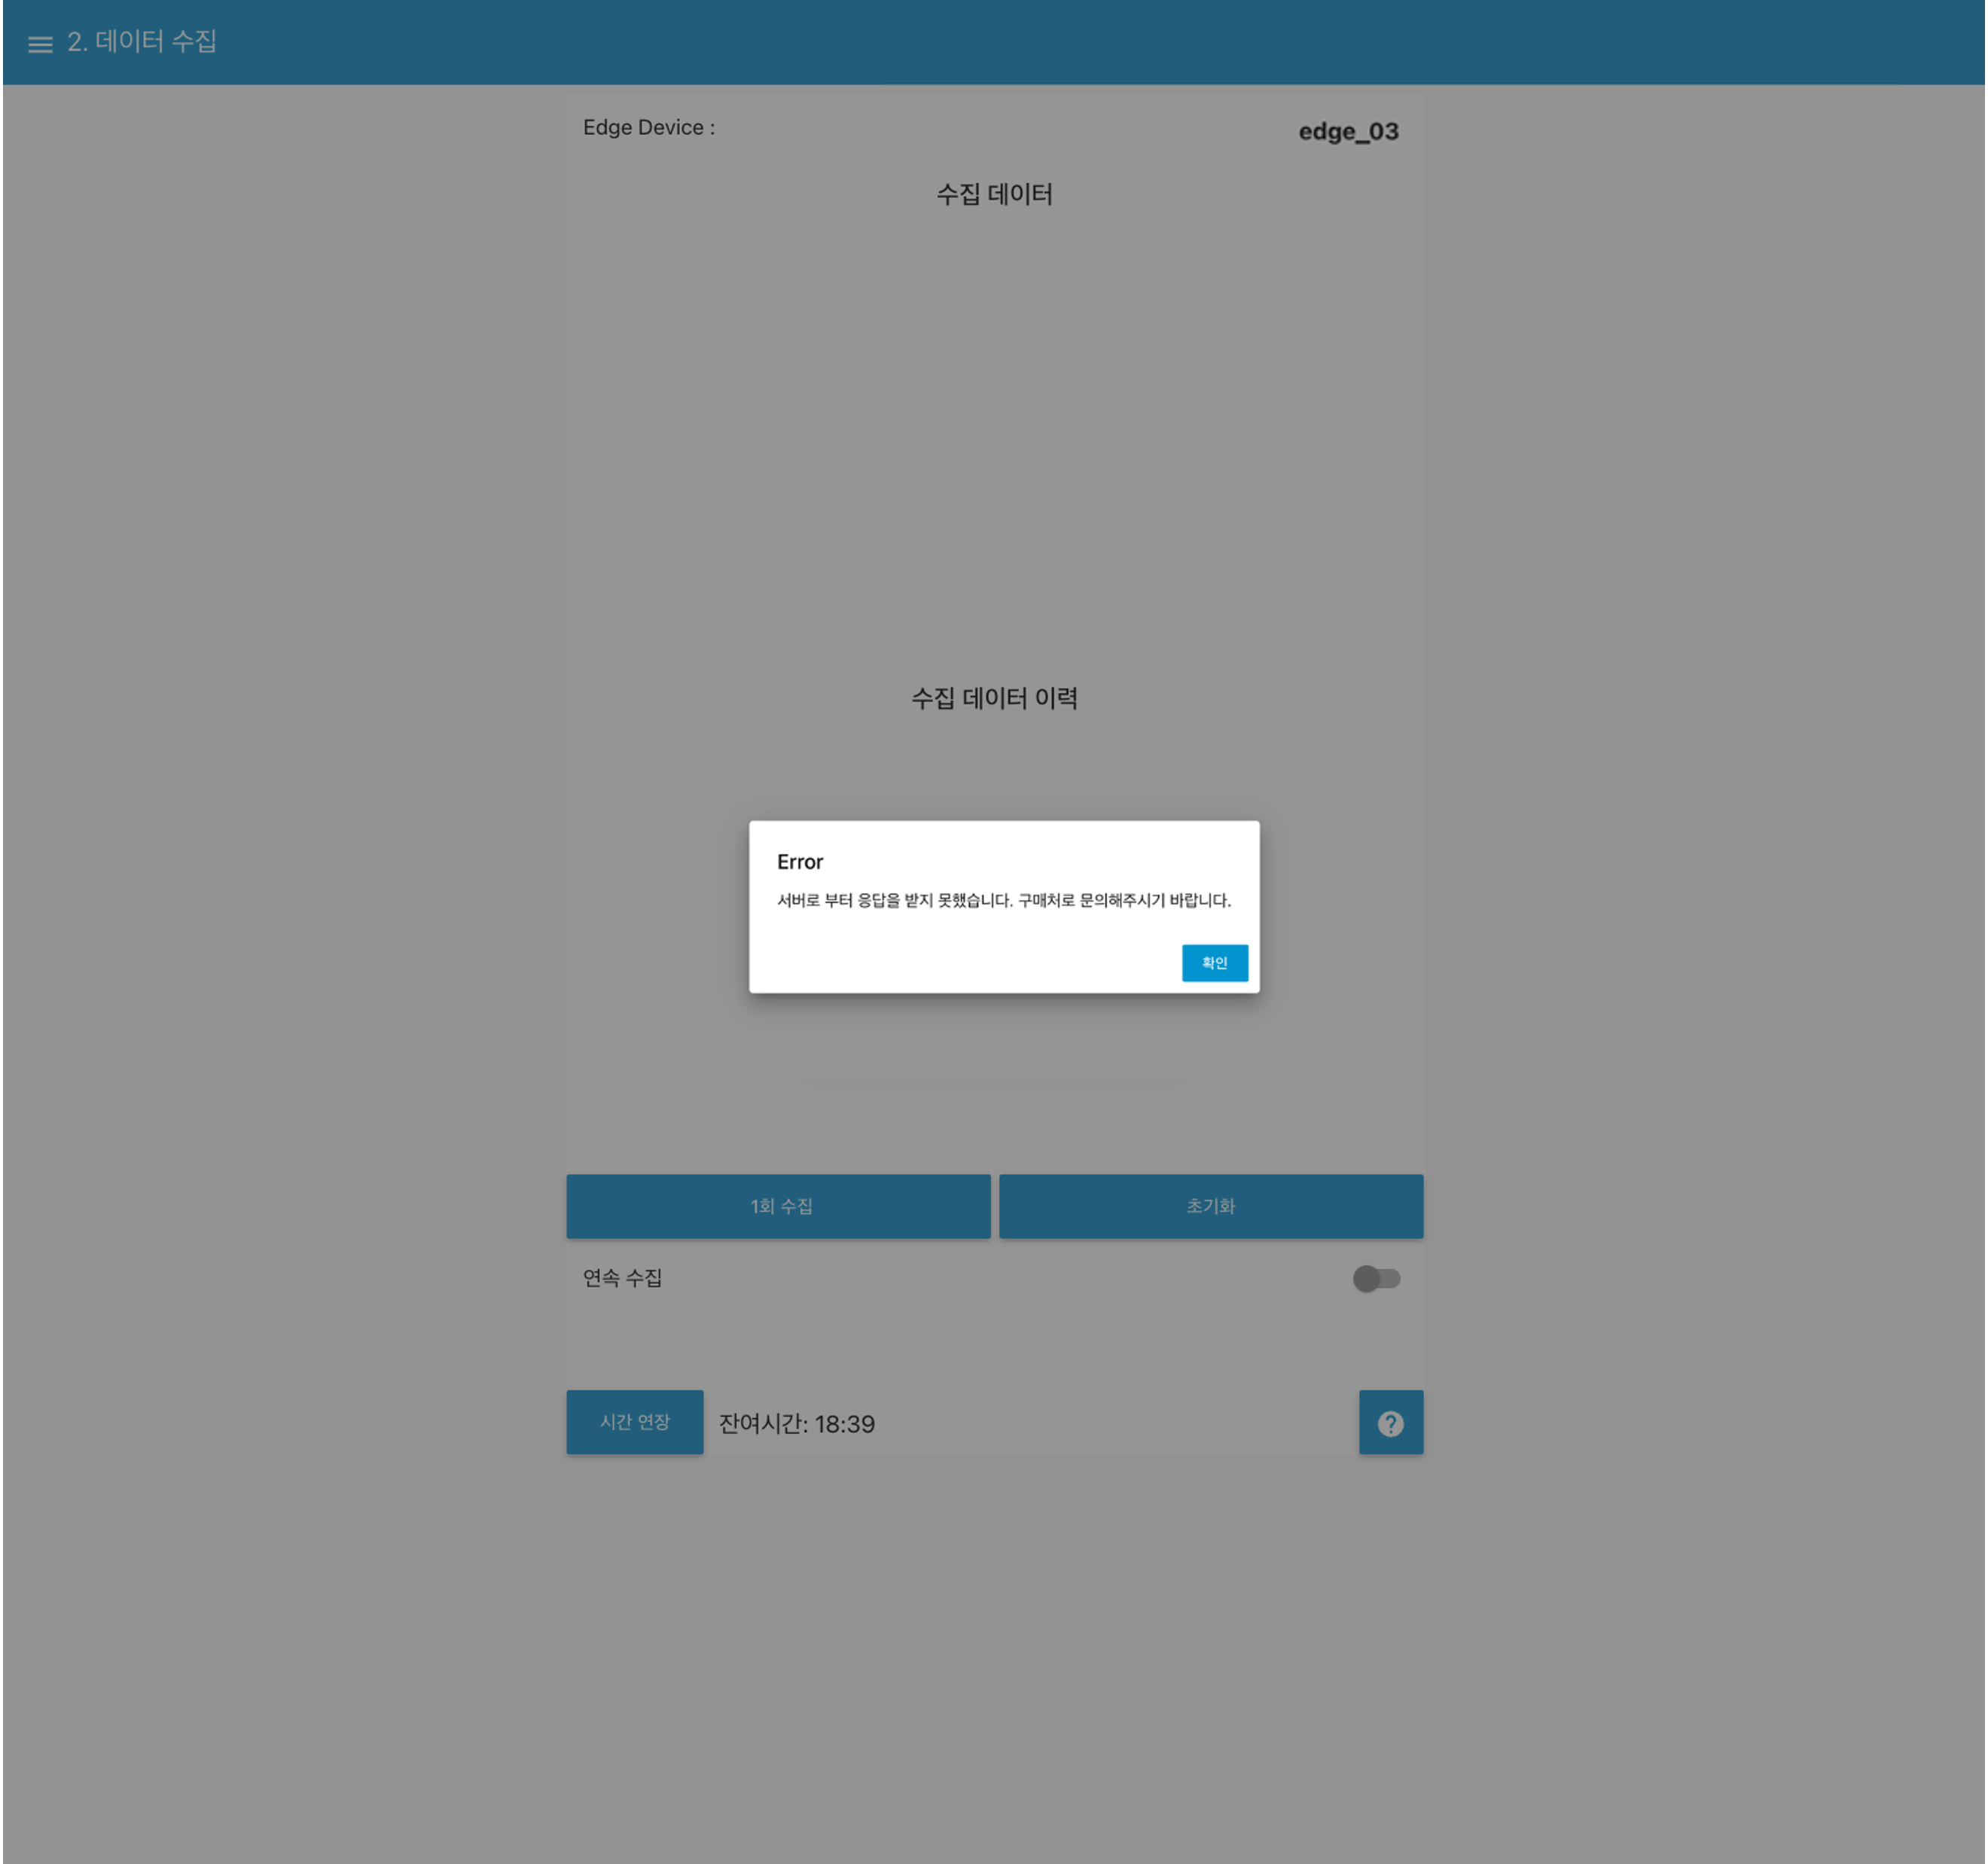 2. 데이터 수집
Edge Device :
edge_03
수집 데이터
수집 데이터 이력
Error
서버로 부터 응답을 받지 못했습니다. 구매처로 문의해주시기 바랍니다.
확인
1회 수집
초기화
연속 수집
시간 연장
잔여시간: 18:39
?